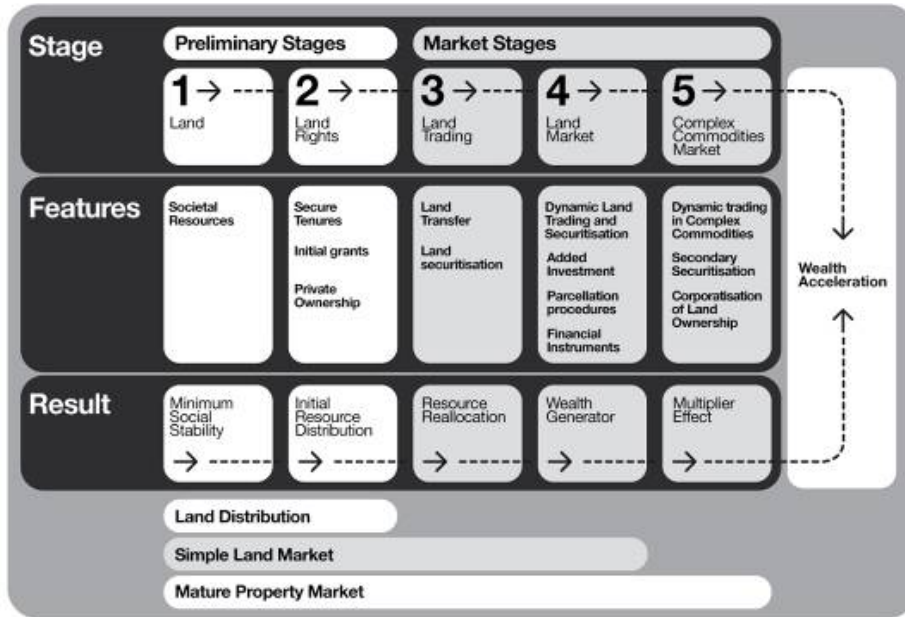 Stage
Preliminary Stages
Market Stages
1
Land
2
Land
Rights
3
Land
Trading
4
Land
Market
5
Complex
Commodities
Market
Features
Societal
Resources
Secure
Tenures
Initial grants
Private
Ownership
Land
Transfer
Land
securitisation
Dynamic Land
Trading and
Securitisation
Added
Investment
Parcellation
procedures
Financial
Instruments
Dynamic trading
in Complex
Commodities
Secondary
Securitisation
Corporatisation
of Land
Ownership
Wealth
Acceleration
Result
Minimum
Social
Stability
Initial
Resource
Distribution
Resource
Reallocation
Wealth
Generator
Multiplier
Effect
Land Distribution
Simple Land Market
Mature Property Market